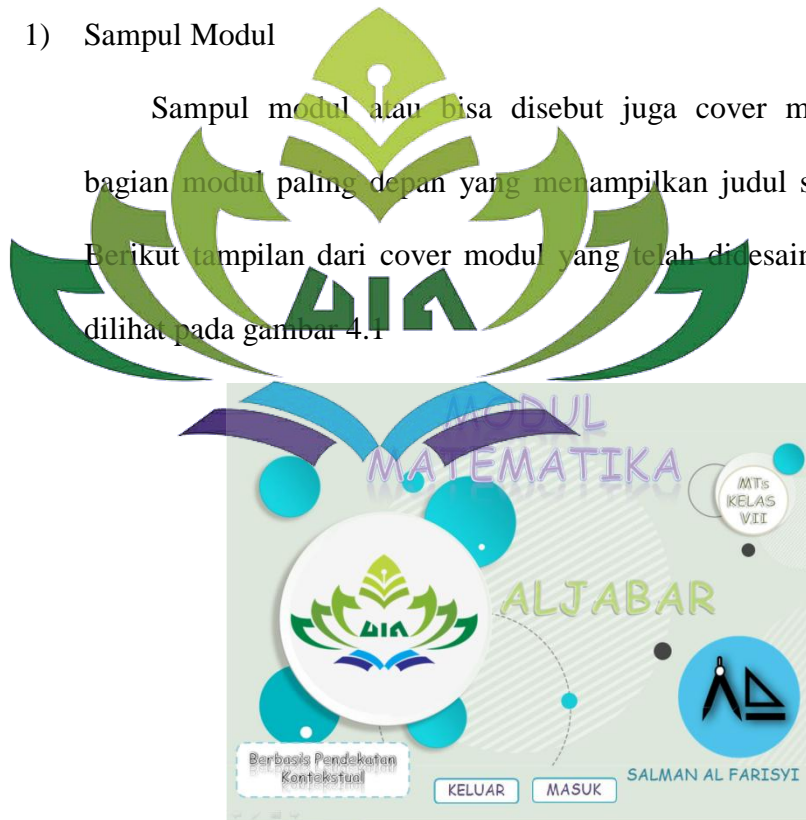 1) Sampul Modul
Sampul modul atau bisa disebut juga cover m
bagian modul paling depan yang menampilkan judul s
Berikut tampilan dari cover modul yang telah didesain
dilihat pada gambar 4.1
UIN
MODUL
MATEMATIKA
MTs
KELAS
VII
ALJABAR
UIN
Berbasis Pendekatan
Kontekstual
SALMAN AL FARISYI
KELUAR MASUK